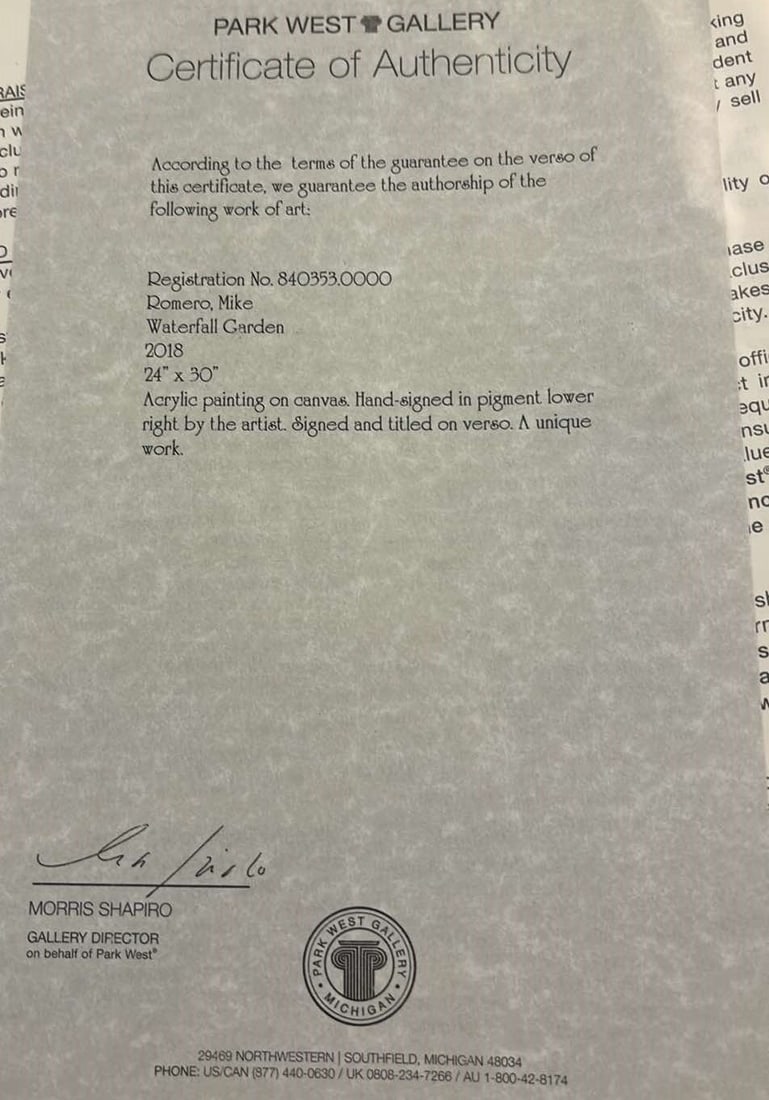 PARK WEST GALLERY
Certificate of Authenticity
According to the terms of the guarantee on the verso of
this certificate, we guarantee the authorship of the
following work of art:
Registration No. 840353.0000
Romero, Mike
Waterfall Garden
2018
24" x 30"
Acrylic painting on canvas. Hand-signed in pigment lower
right by the artist. Signed and titled on verso. A unique
work.
MORRIS SHAPIRO
GALLERY DIRECTOR
on behalf of Park West®
PARK WEST GALLERY
• MICHIGAN •
29469 NORTHWESTERN | SOUTHFIELD, MICHIGAN 48034
PHONE: US/CAN (877) 440-0630 / UK 0808-234-7266 / AU 1-800-42-8174
and
any
sell